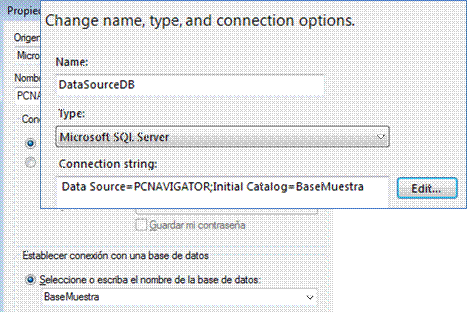 Propied
Change name, type, and connection options.
Origen
Micro
Name:
DataSourceDB
Nombr
PCNA
Type:
Microsoft SQL Server
Connection string:
Data Source=PCNAVIGATOR;Initial Catalog=BaseMuestra
Edit...
Guardar mi contraseña
Establecer conexión con una base de datos
Seleccione o escriba el nombre de la base de datos:
BaseMuestra